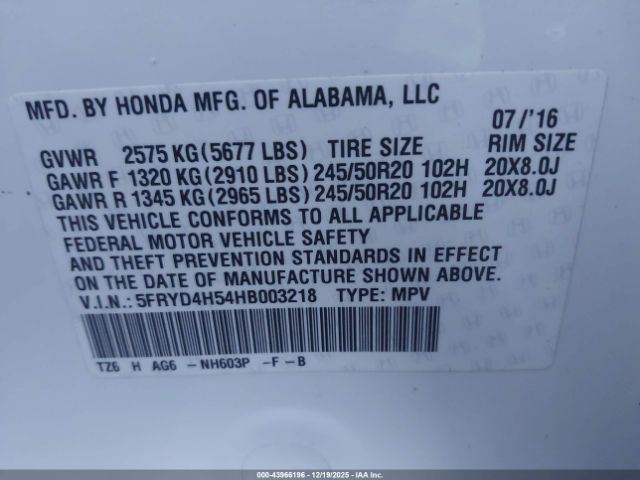 MFD. BY HONDA MFG. OF ALABAMA, LLC
07/'16
GVWR 2575 KG(5677 LBS) TIRE SIZE RIM SIZE
GAWR F 1320 KG(2910 LBS) 245/50R20 102H 20X8.0J
GAWR R 1345 KG(2965 LBS) 245/50R20 102H 20X8.0J
THIS VEHICLE CONFORMS TO ALL APPLICABLE
FEDERAL MOTOR VEHICLE SAFETY
AND THEFT PREVENTION STANDARDS IN EFFECT
ON THE DATE OF MANUFACTURE SHOWN ABOVE.
V.I.N.: 5FRYD4H54HB003218 TYPE: MPV
TZ6 H AG6 -NH603P -F-B
000-43966196 - 12/19/2025 - IAA Inc.